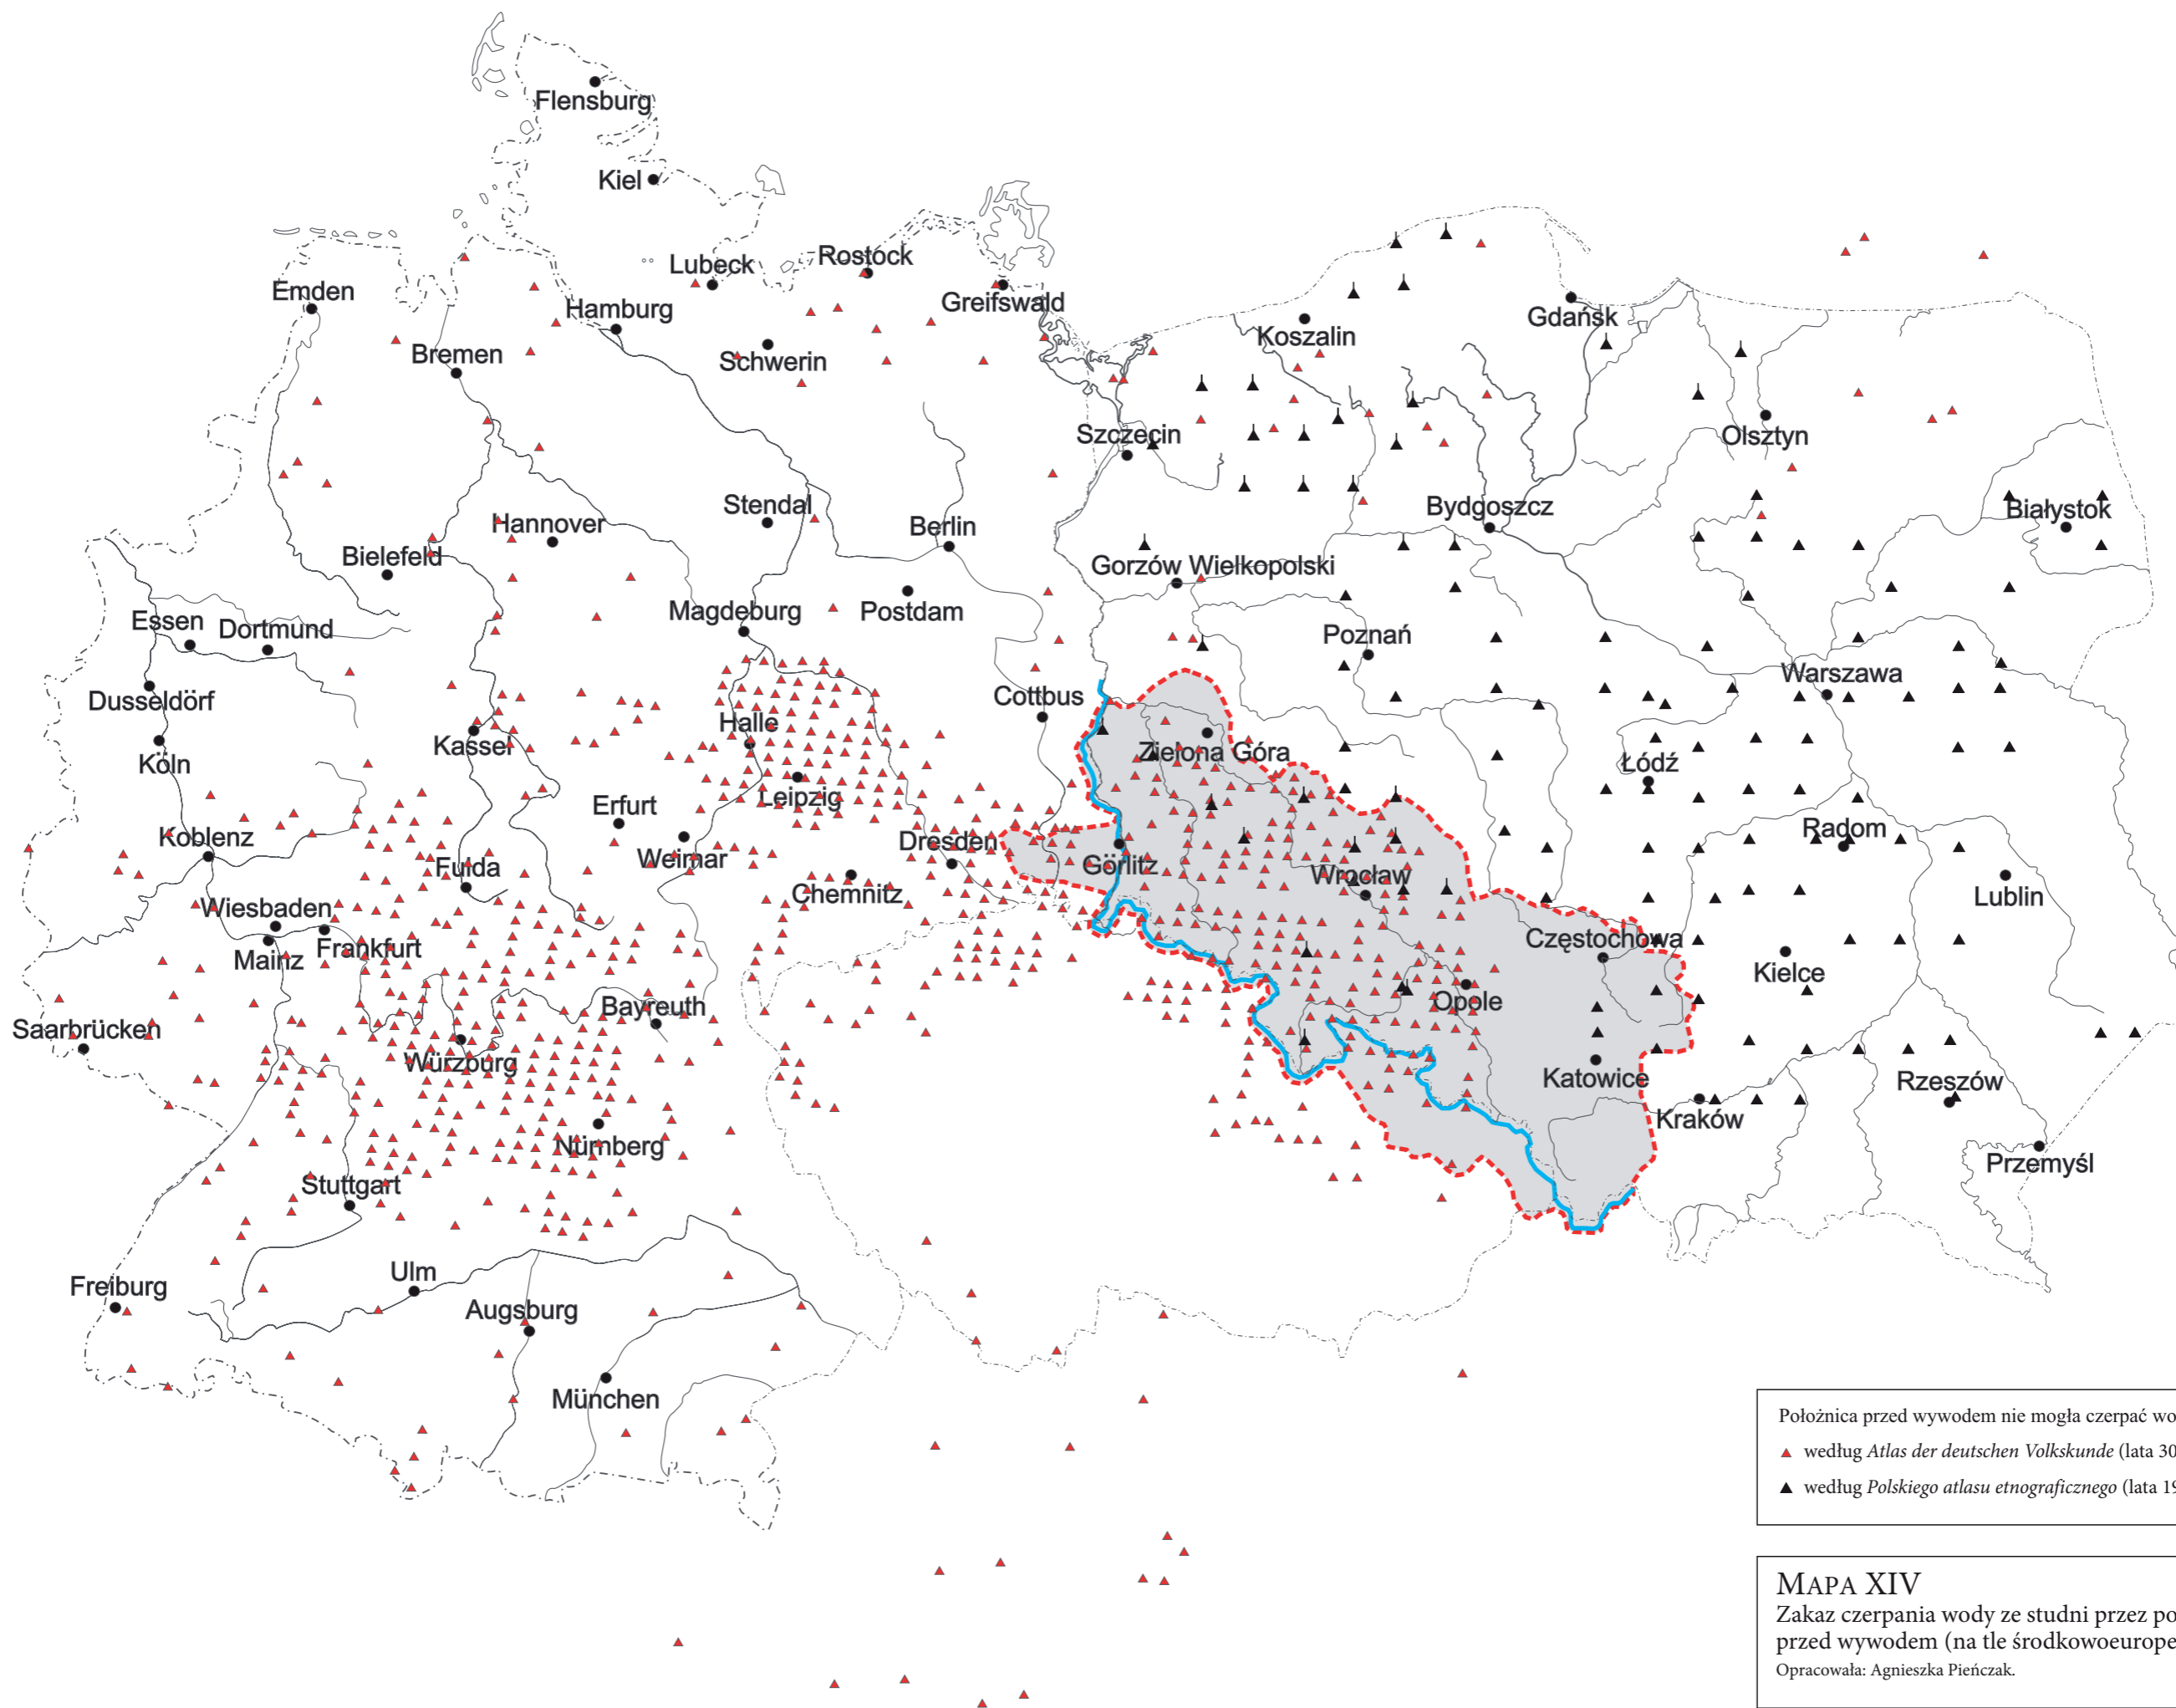 Flensburg
Kiel
Rostock
Lubeck
Greifswald
Emden
Hamburg
Schwerin
Bremen
Koszalin
Gdańsk
Szczecin
Olsztyn
Stendal
Hannover
Berlin
Bydgoszcz
Białystok
Bielefeld
Gorzów Wielkopolski
Magdeburg
Postdam
Essen
Dortmund
Poznań
Warszawa
Dusseldörf
Cottbus
Halle
Kassel
Zielona Góra
Köln
Łódź
Leipzig
Erfurt
Koblenz
Dresden
Radom
Weimar
Fulda
Görlitz
Wrocław
Chemnitz
Lublin
Wiesbaden
Frankfurt
Mainz
Częstochowa
Kielce
Bayreuth
Opole
Saarbrücken
Würzburg
Katowice
Rzeszów
Kraków
Nürnberg
Przemyśl
Stuttgart
Ulm
Freiburg
Augsburg
München
Położnica przed wywodem nie mogła czerpać
według Atlas der deutschen Volkskunde (lata
według Polskiego atlasu etnograficznego (lata
MAPA XIV
Zakaz czerpania wody ze studni przez
przed wywodem (na tle
Opracowała: Agnieszka Pieńczak.